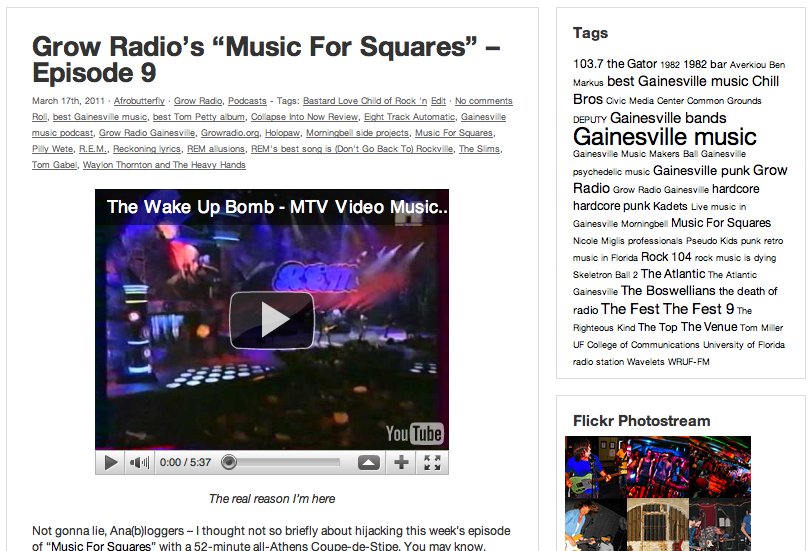 Grow Radio's “Music For Squares” –
Episode 9
March 17th, 2011 · Afrobutterfly · Grow Radio, Podcasts - Tags: Bastard Love Child of Rock 'n Edit · No comments
Roll, best Gainesville music, best Tom Petty album, Collapse Into Now Review, Eight Track Automatic, Gainesville
music podcast, Grow Radio Gainesville, Growradio.org, Holopaw, Morningbell side projects, Music For Squares,
Pilly Wete, R.E.M., Reckoning lyrics, REM allusions, REM's best song is (Don't Go Back To) Rockville, The Slims,
Tom Gabel, Waylon Thornton and The Heavy Hands
The Wake Up Bomb - MTV Video Music...
REM
YouTube
0:00 / 5:37
The real reason I'm here
Not gonna lie, Ana(b)loggers – I thought not so briefly about hijacking this week's episode
of “Music For Squares” with a 52-minute all-Athens Coupe-de-Stipe. You may know,
Tags
103.7 the Gator 1982 1982 bar Averkiou Ben
Markus best Gainesville music Chill
Bros Civic Media Center Common Grounds
DEPUTY Gainesville bands
Gainesville music
Gainesville Music Makers Ball Gainesville
psychedelic music Gainesville punk Grow
Radio Grow Radio Gainesville hardcore
hardcore punk Kadets Live music in
Gainesville Morningbell Music For Squares
Nicole Miglis professionals Pseudo Kids punk retro
music in Florida Rock 104 rock music is dying
Skeletron Ball 2 The Atlantic The Atlantic
Gainesville The Boswellians the death of
radio The Fest The Fest 9 The
Righteous Kind The Top The Venue Tom Miller
UF College of Communications University of Florida
radio station Wavelets WRUF-FM
Flickr Photostream